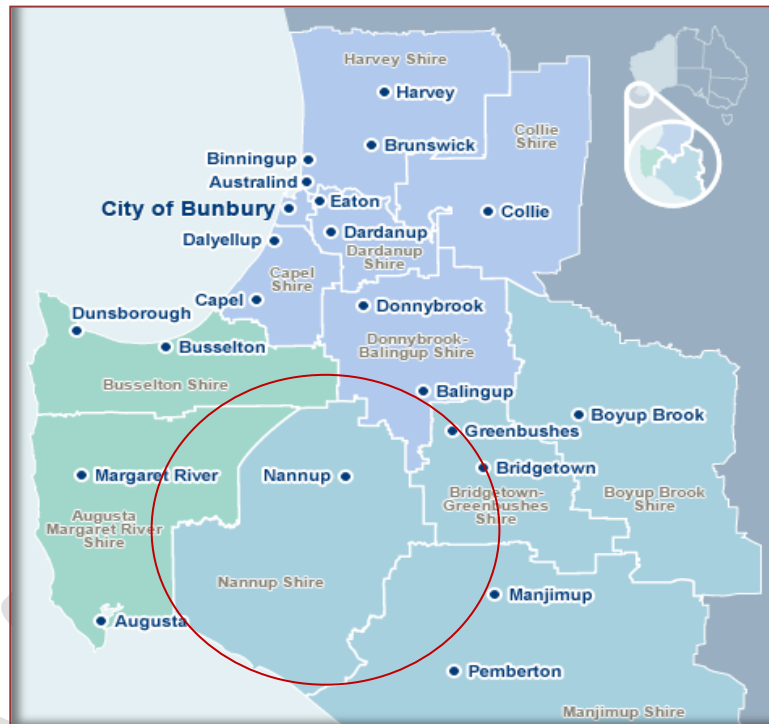 Harvey Shire
Harvey
Brunswick
Collie
Shire
Binningup
Australind
Eaton
City of Bunbury
Collie
Dardanup
Dalyellup
Dardanup
Shire
Capel
Shire
Capel
Donnybrook
Dunsborough
Donnybrook-
Balingup Shire
Busselton
Busselton Shire
Balingup
Boyup Brook
Greenbushes
Margaret River
Nannup
Bridgetown
Bridgetown-
Greenbushes
Shire
Boyup Brook
Shire
Augusta
Margaret River
Shire
Nannup Shire
Manjimup
Augusta
Pemberton
Manjimup Shire